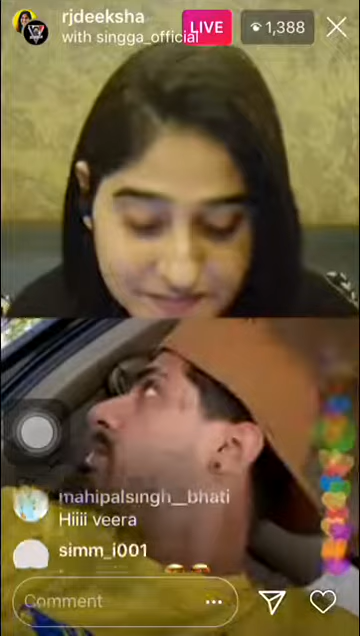 rjdeeksha
with singga_official
LIVE
1,388
mahipalsingh__bhati
Hiiii veera
simm_i001
Comment